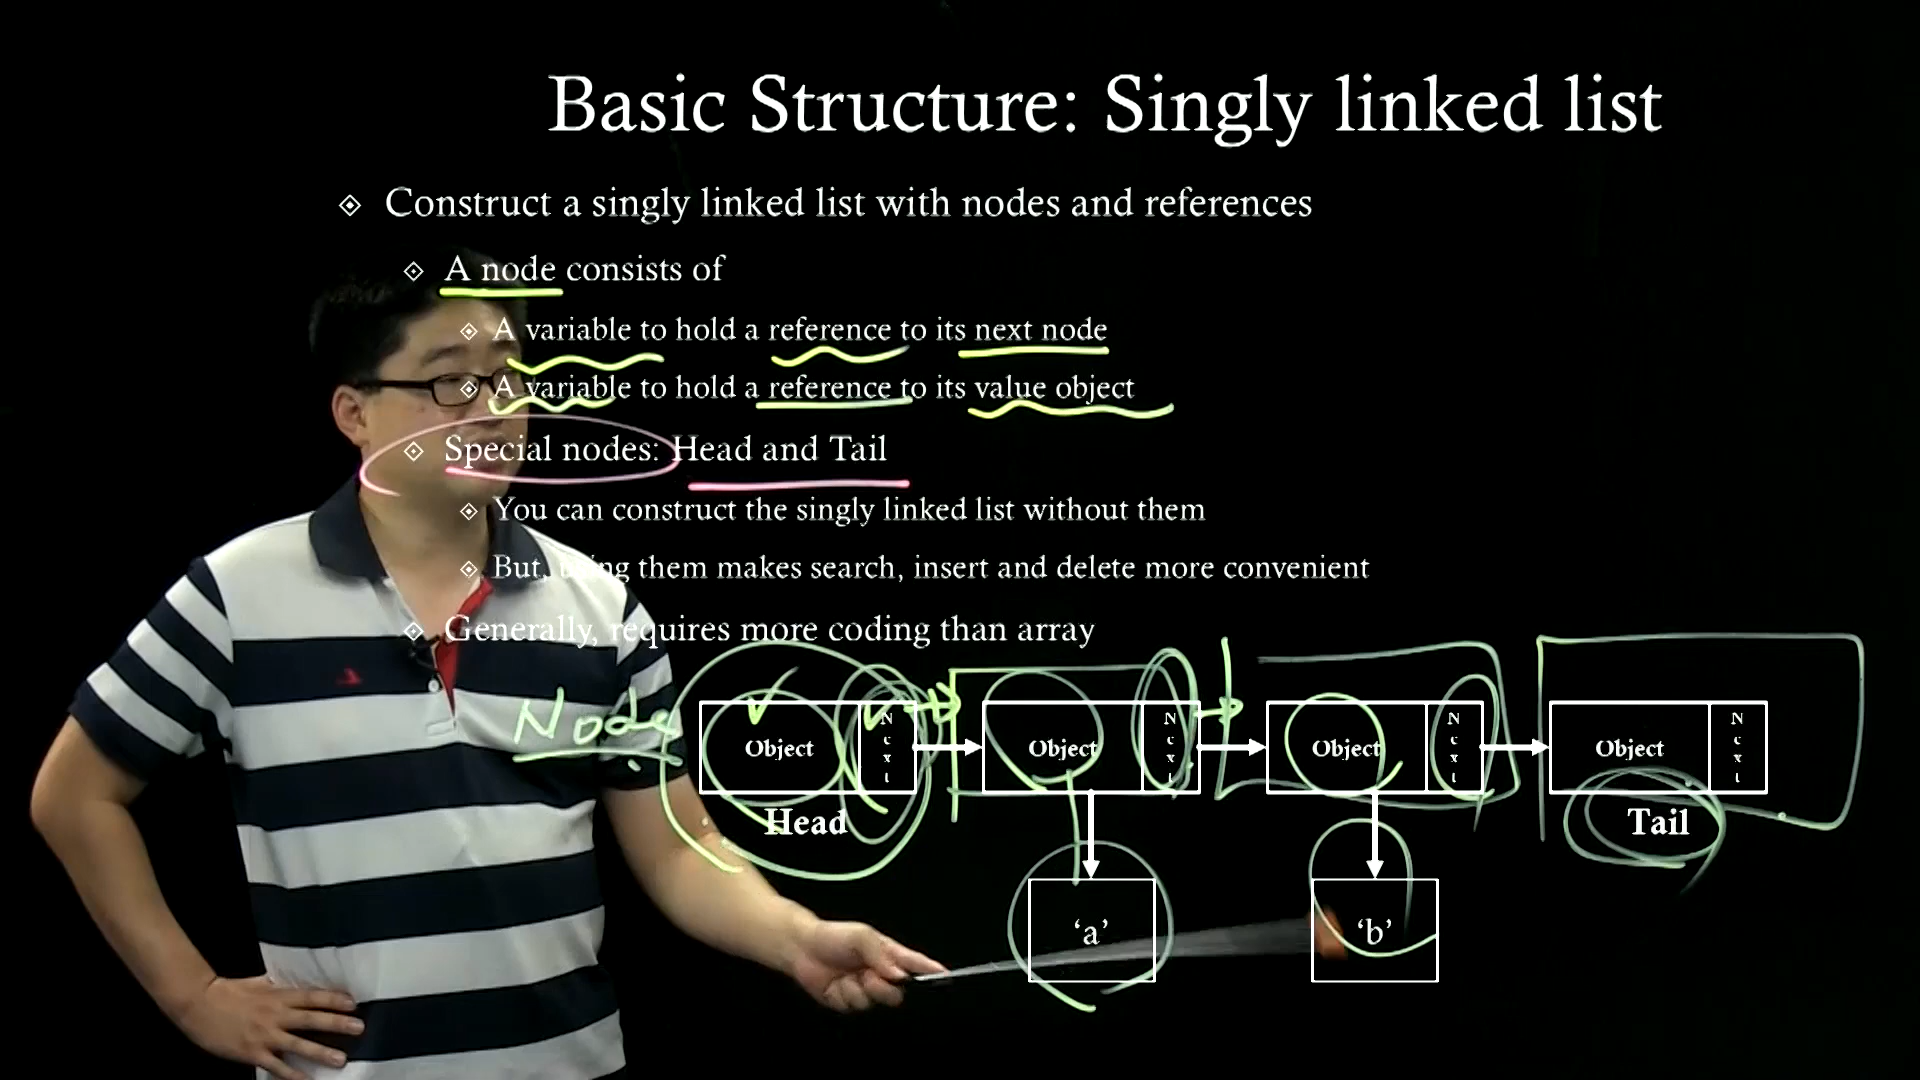 Basic Structure: Singly linked list
Construct a singly linked list with nodes and references
A node consists of
A variable to hold a reference to its next node
A variable to hold a reference to its value object
Special nodes: Head and Tail
You can construct the singly linked list without them
But, using them makes search, insert and delete more convenient
Generally, requires more coding than array
Node
Object Next Object Next Object Next Object Next
Head Tail
‘a’ ‘b’